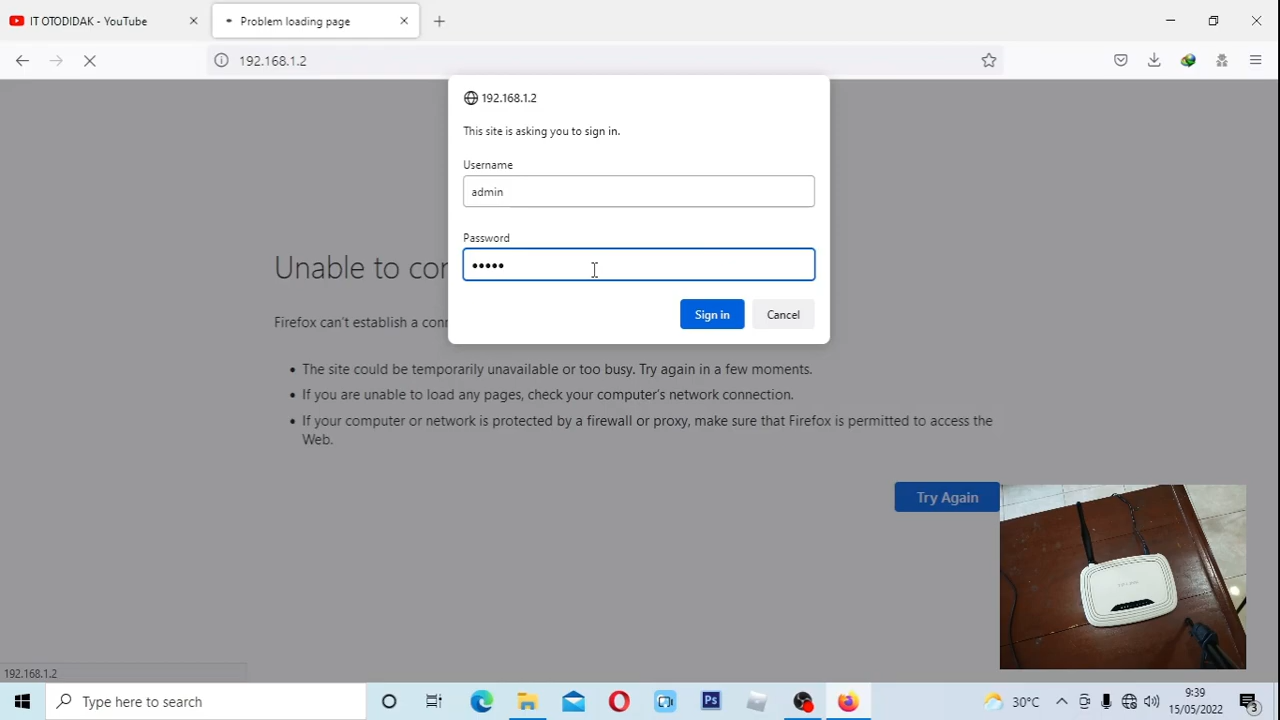 IT OTODIDAK - YouTube
Problem loading page
192.168.1.2
192.168.1.2
This site is asking you to sign in.
Username
admin
Password
•••••
Sign in
Cancel
Unable to con
Firefox can't establish a conn
The site could be temporarily unavailable or too busy. Try again in a few moments.
If you are unable to load any pages, check your computer's network connection.
If your computer or network is protected by a firewall or proxy, make sure that Firefox is permitted to access the
Web.
Try Again
192.168.1.2
Type here to search
Ps
30°C
9:39
15/05/2022
3